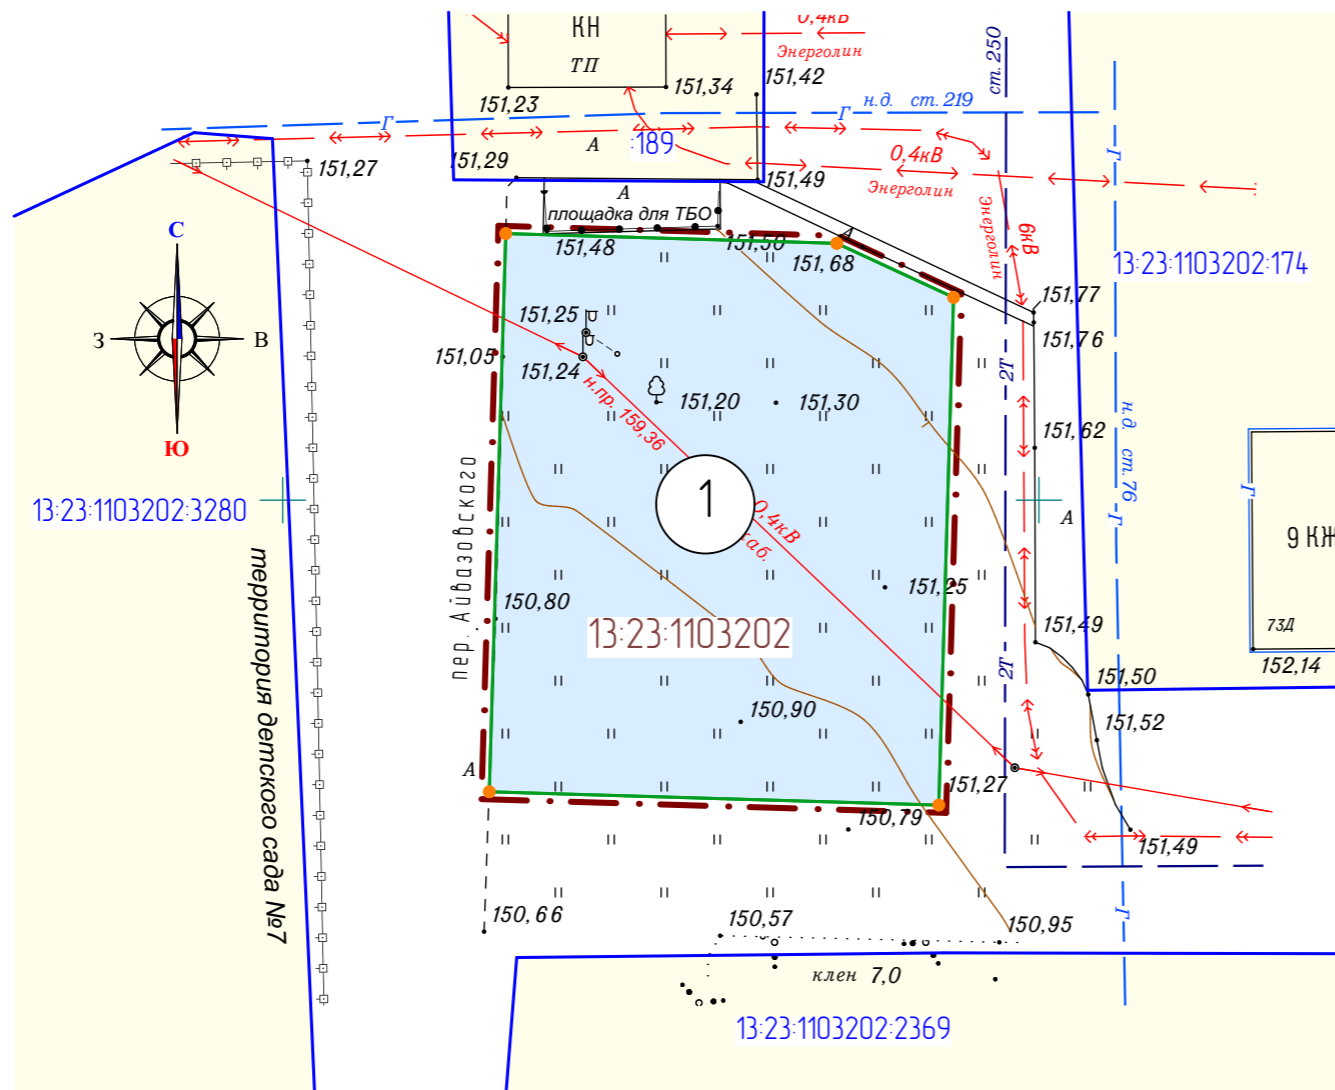 0,4кВ
КН
Энерголин
ТП
ст. 250
151,23
151,34
151,42
н.д. ст. 219
Г
Г
Г
А
:189
0,4кВ
Энерголин
151,27
151,29
151,49
А
площадка для ТБО
151,48
151,50
151,68
А
Энерголин
6кВ
13:23:1103202:174
С
З
В
Ю
151,77
151,76
151,25
151,05
151,24
н.пр. 159,36
151,20
151,30
2Т
151,62
н.д. ст. 76
Г
13:23:1103202:3280
пер. Айвазовского
1
0,4кВ
каб.
А
Г
9 КЖ
территория детского сада №7
150,80
151,25
13:23:1103202
151,49
73Д
152,14
2Т
151,50
150,90
151,52
А
151,27
150,79
151,49
150,66
150,57
150,95
Г
клен 7,0
13:23:1103202:2369